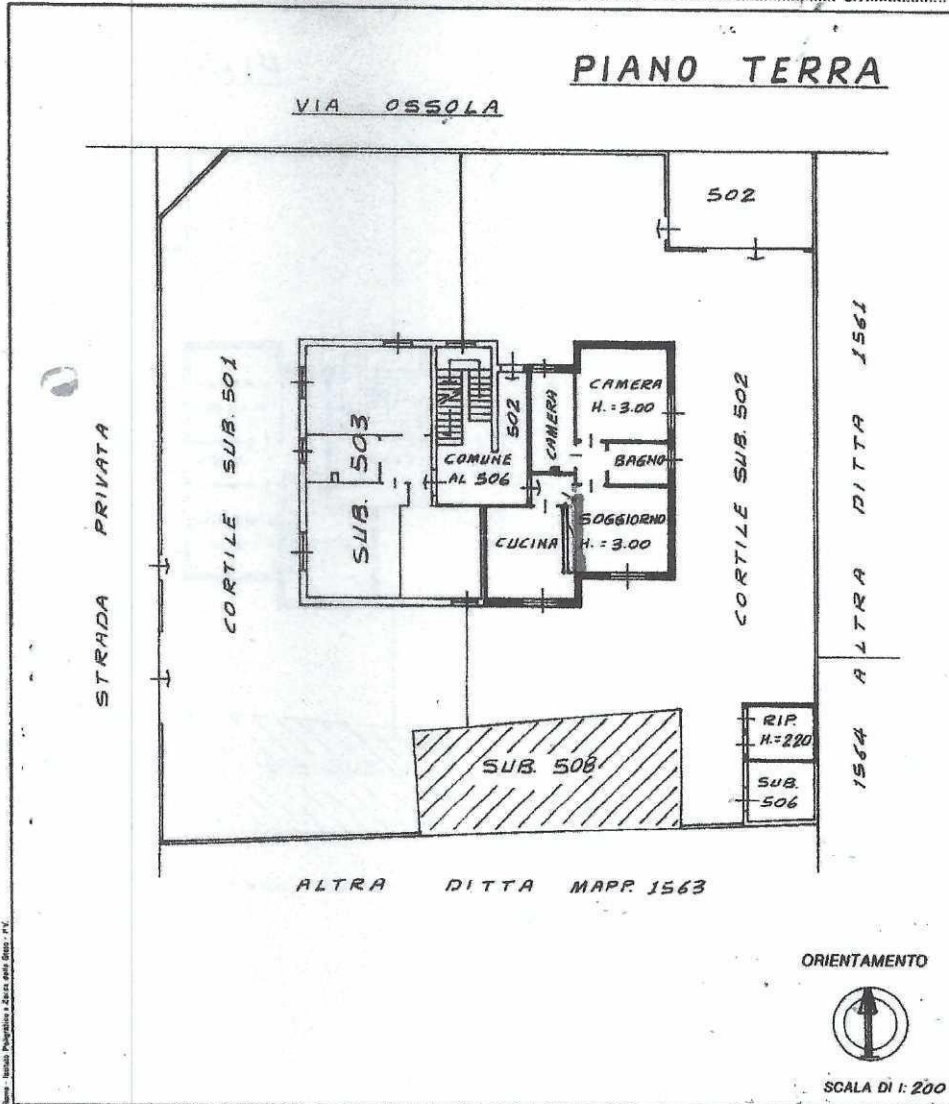 PIANO TERRA
VIA OSSOLA
502
STRADA PRIVATA
CORTILE SUB. 501
SUB. 503
COMUNE
AL 506
502
CAMERA
CAMERA
H. = 3.00
BAGNO
CUCINA
SOGGIORNO
H. = 3.00
CORTILE SUB. 502
1564 ALTRA DITTA 1561
SUB. 508
RIP.
H. = 220
SUB.
506
ALTRA DITTA MAPP. 1563
ORIENTAMENTO
SCALA DI 1: 200